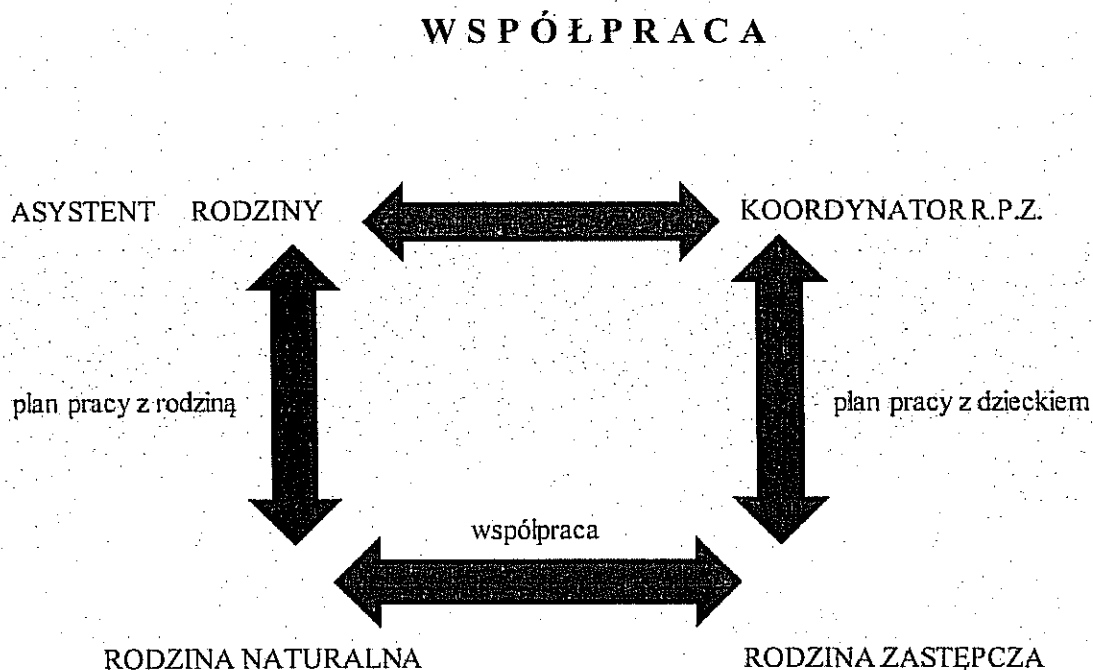 WSPÓŁPRACA
ASYSTENT RODZINY KOORDYNATOR R.P.Z.
plan pracy z rodziną plan pracy z dzieckiem
współpraca
RODZINA NATURALNA RODZINA ZASTĘPCZA